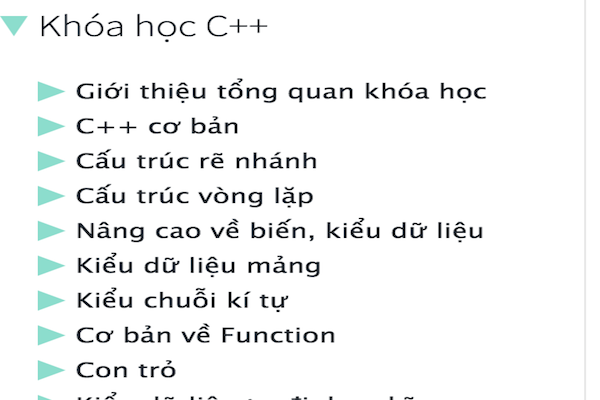 Khóa học C++
Giới thiệu tổng quan khóa học
C++ cơ bản
Cấu trúc rẽ nhánh
Cấu trúc vòng lặp
Nâng cao về biến, kiểu dữ liệu
Kiểu dữ liệu mảng
Kiểu chuỗi kí tự
Cơ bản về Function
Con trỏ